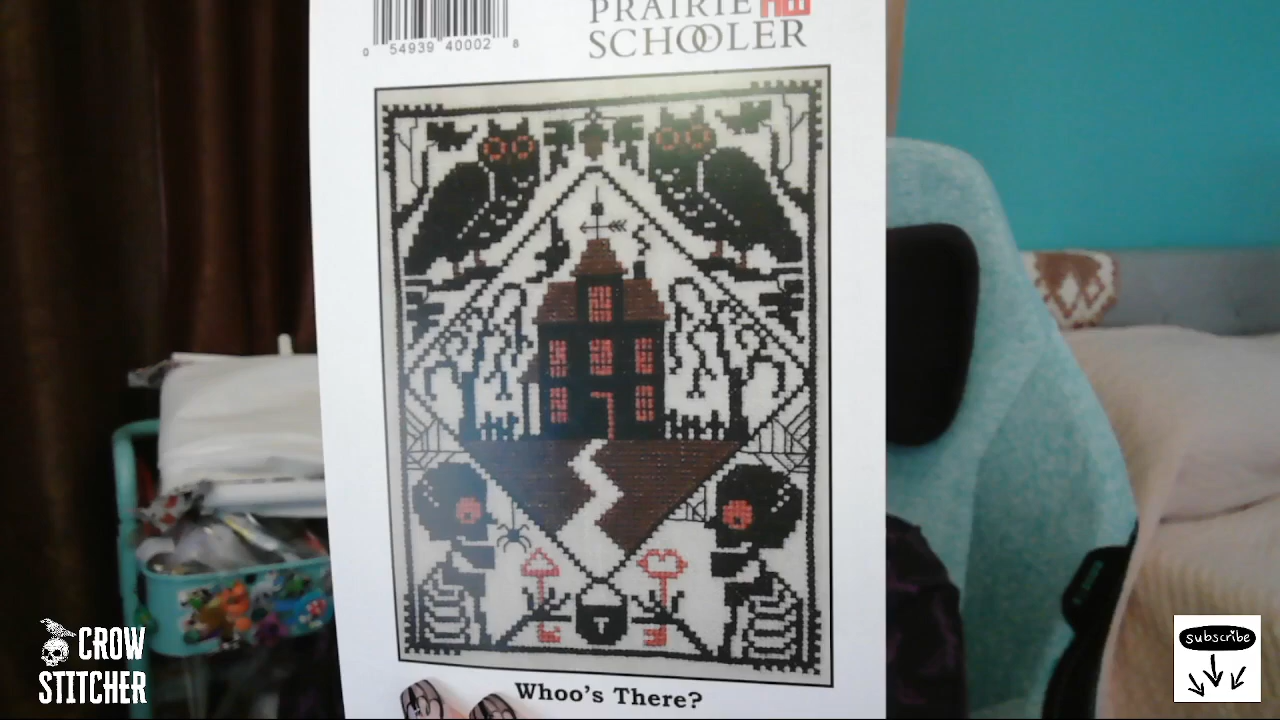 PRAIRIE
SCHOOLER
0 54939 40002 8
Whoo's There?
CROW
STITCHER
subscribe